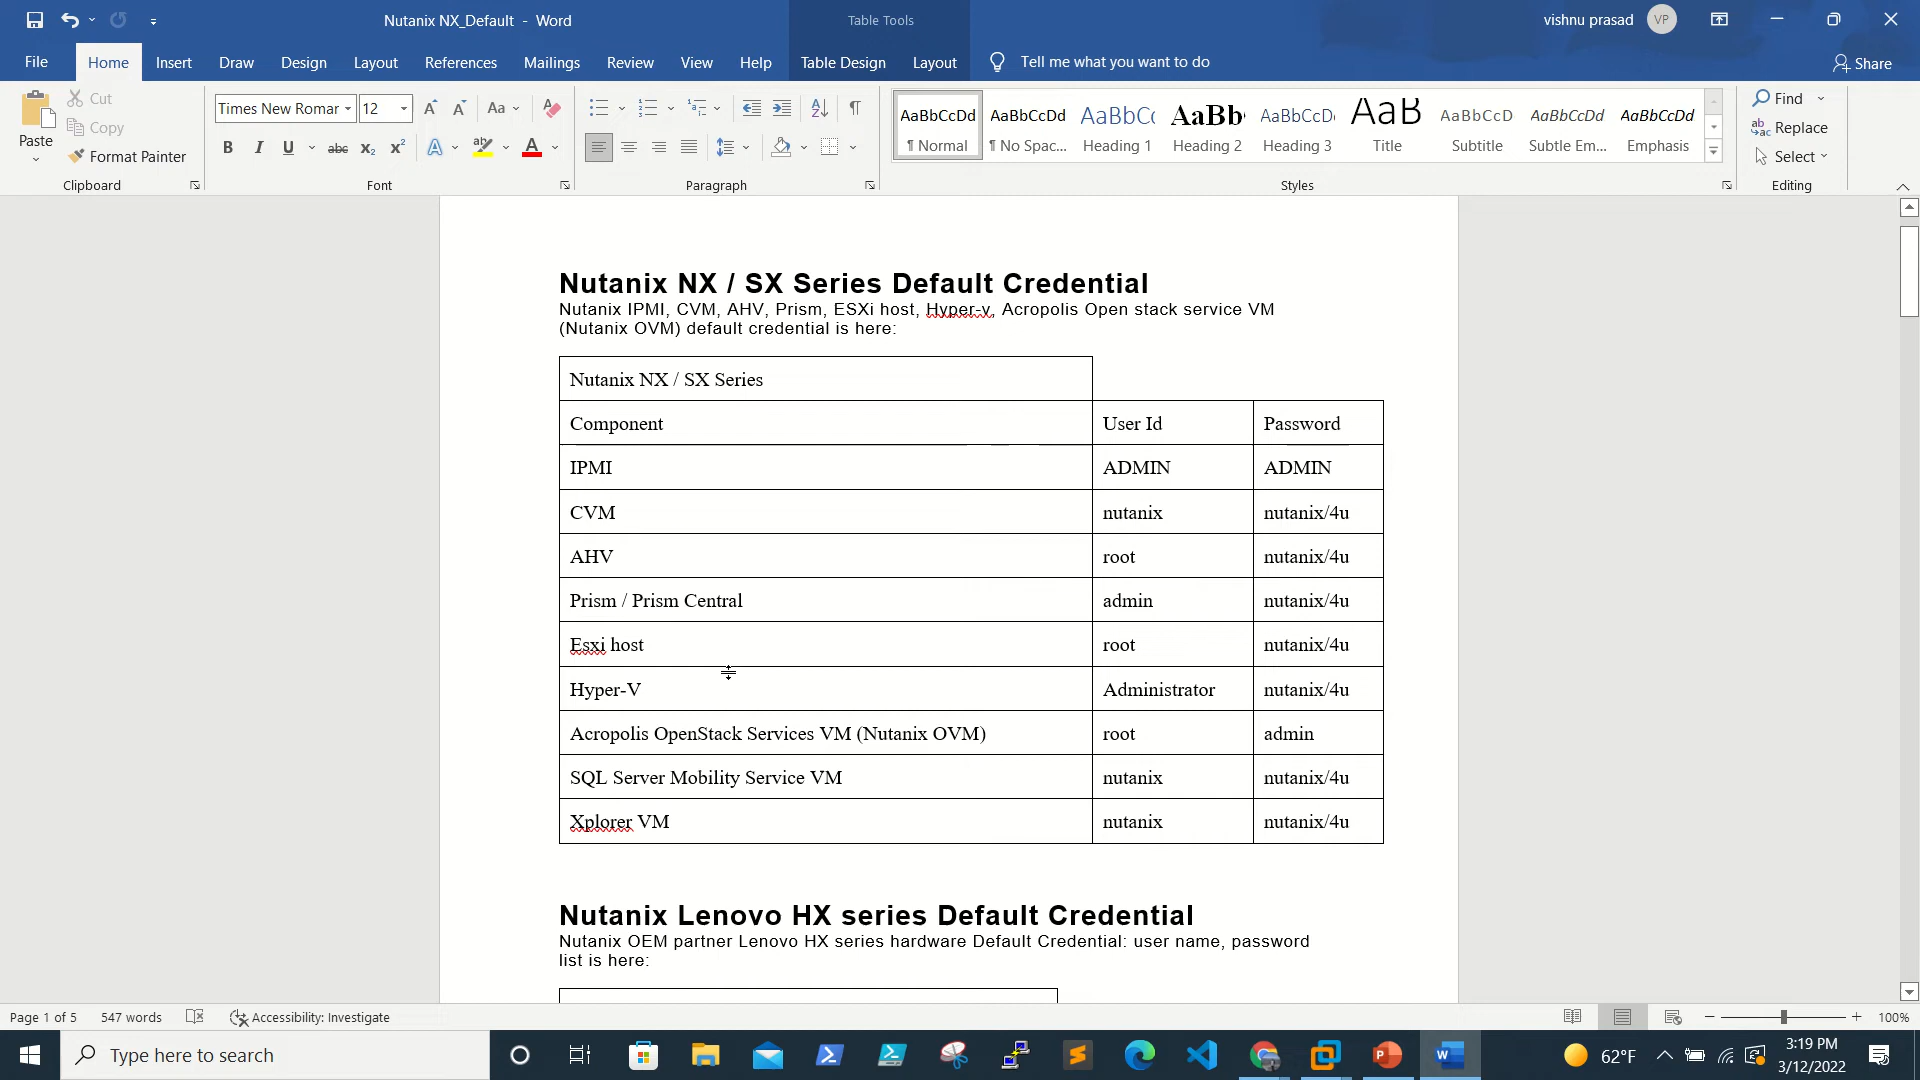 Nutanix NX_Default - Word
Table Tools
vishnu prasad VP
File Home Insert Draw Design Layout References Mailings Review View Help Table Design Layout Tell me what you want to do Share
Paste
Cut
Copy
Format Painter
Clipboard
Times New Roman 12
Font
Paragraph
AaBbCcDd AaBbCcDd AaBbCc AaBb AaBbCcD AaB AaBbCcD AaBbCcDd AaBbCcDd
¶ Normal ¶ No Spac... Heading 1 Heading 2 Heading 3 Title Subtitle Subtle Em... Emphasis
Styles
Find
Replace
Select
Editing
Nutanix NX / SX Series Default Credential
Nutanix IPMI, CVM, AHV, Prism, ESXi host, Hyper-v, Acropolis Open stack service VM
(Nutanix OVM) default credential is here:
Nutanix NX / SX Series
Component User Id Password
IPMI ADMIN ADMIN
CVM nutanix nutanix/4u
AHV root nutanix/4u
Prism / Prism Central admin nutanix/4u
Esxi host root nutanix/4u
Hyper-V Administrator nutanix/4u
Acropolis OpenStack Services VM (Nutanix OVM) root admin
SQL Server Mobility Service VM nutanix nutanix/4u
Xplorer VM nutanix nutanix/4u
Nutanix Lenovo HX series Default Credential
Nutanix OEM partner Lenovo HX series hardware Default Credential: user name, password
list is here:
Page 1 of 5 547 words Accessibility: Investigate 100%
Type here to search
62°F
3:19 PM
3/12/2022